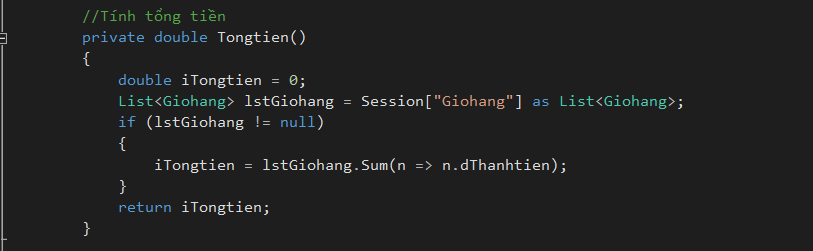 //Tính tổng tiền
private double Tongtien()
{
double iTongtien = 0;
List<Giohang> lstGiohang = Session["Giohang"] as List<Giohang>;
if (lstGiohang != null)
{
iTongtien = lstGiohang.Sum(n => n.dThanhtien);
}
return iTongtien;
}